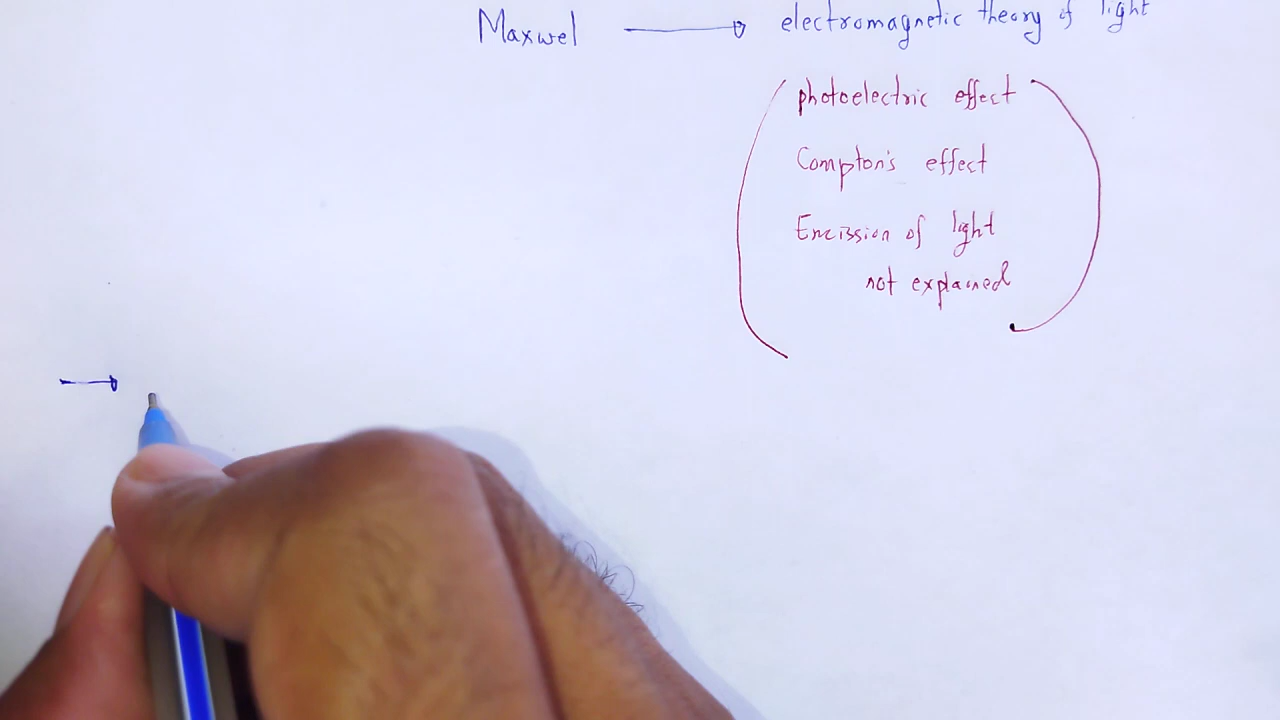 Maxwel → electromagnetic theory of light
photoelectric effect
Compton's effect
Emission of light
not explained
→